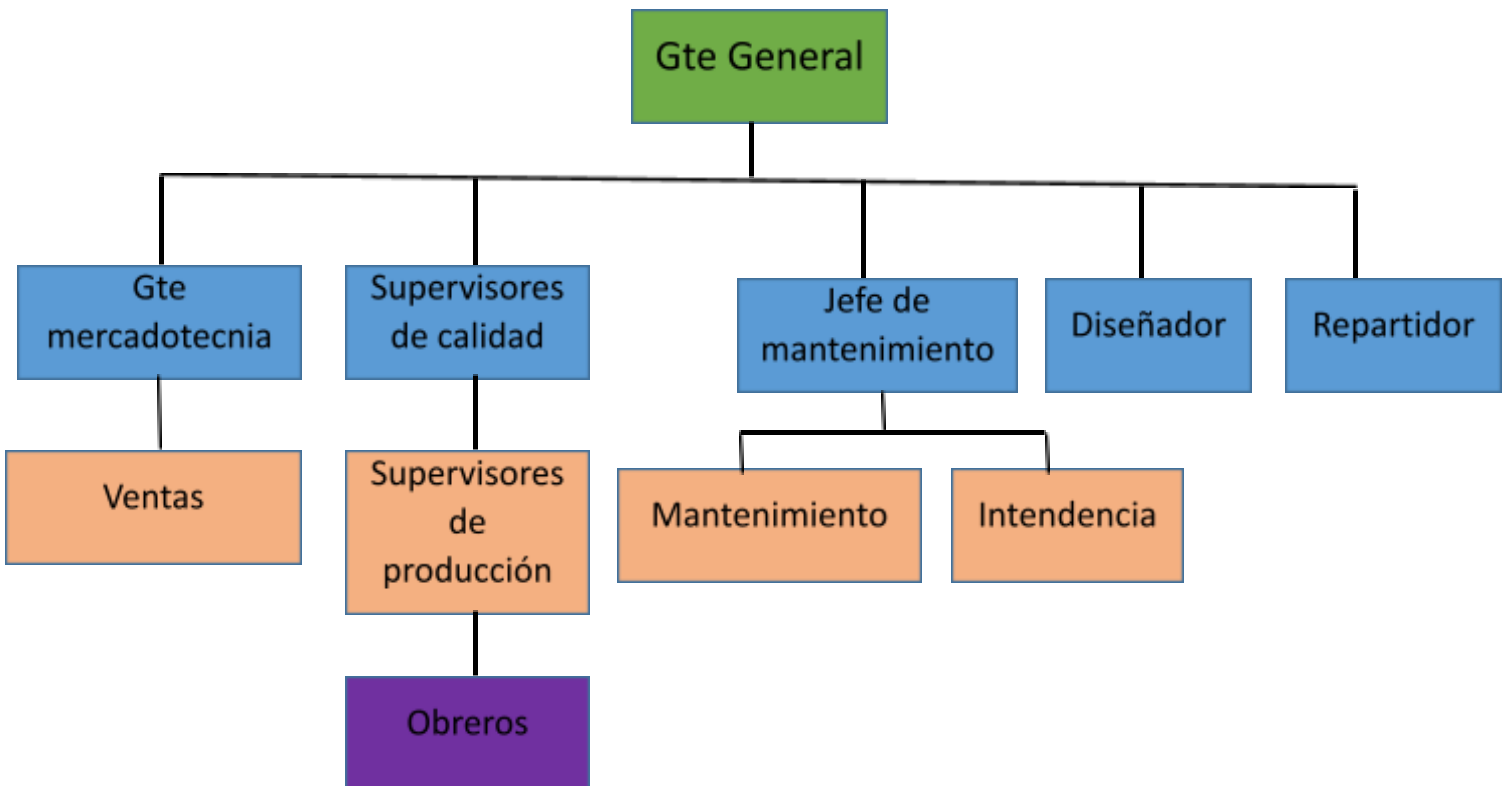 Gte General
Gte
mercadotecnia
Supervisores
de calidad
Jefe de
mantenimiento
Diseñador
Repartidor
Ventas
Supervisores
de
producción
Mantenimiento
Intendencia
Obreros